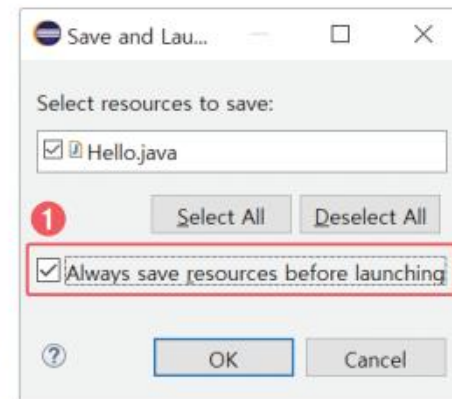 Save and Lau...
Select resources to save:
Hello.java
1
Select All Deselect All
Always save resources before launching
?
OK Cancel